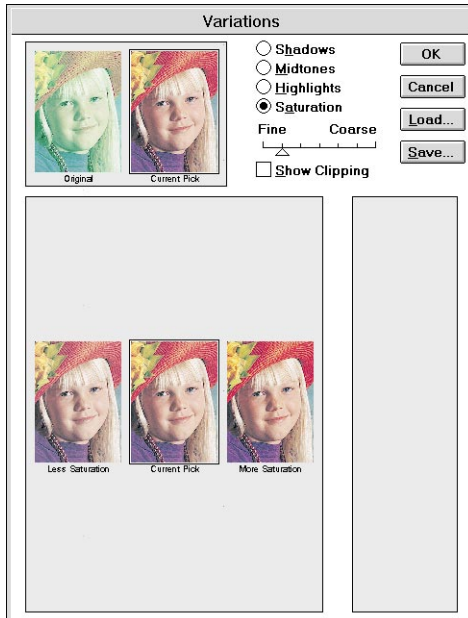 Variations
Original
Current Pick
Shadows
Midtones
Highlights
Saturation
Fine Coarse
Show Clipping
OK
Cancel
Load...
Save...
Less Saturation
Current Pick
More Saturation